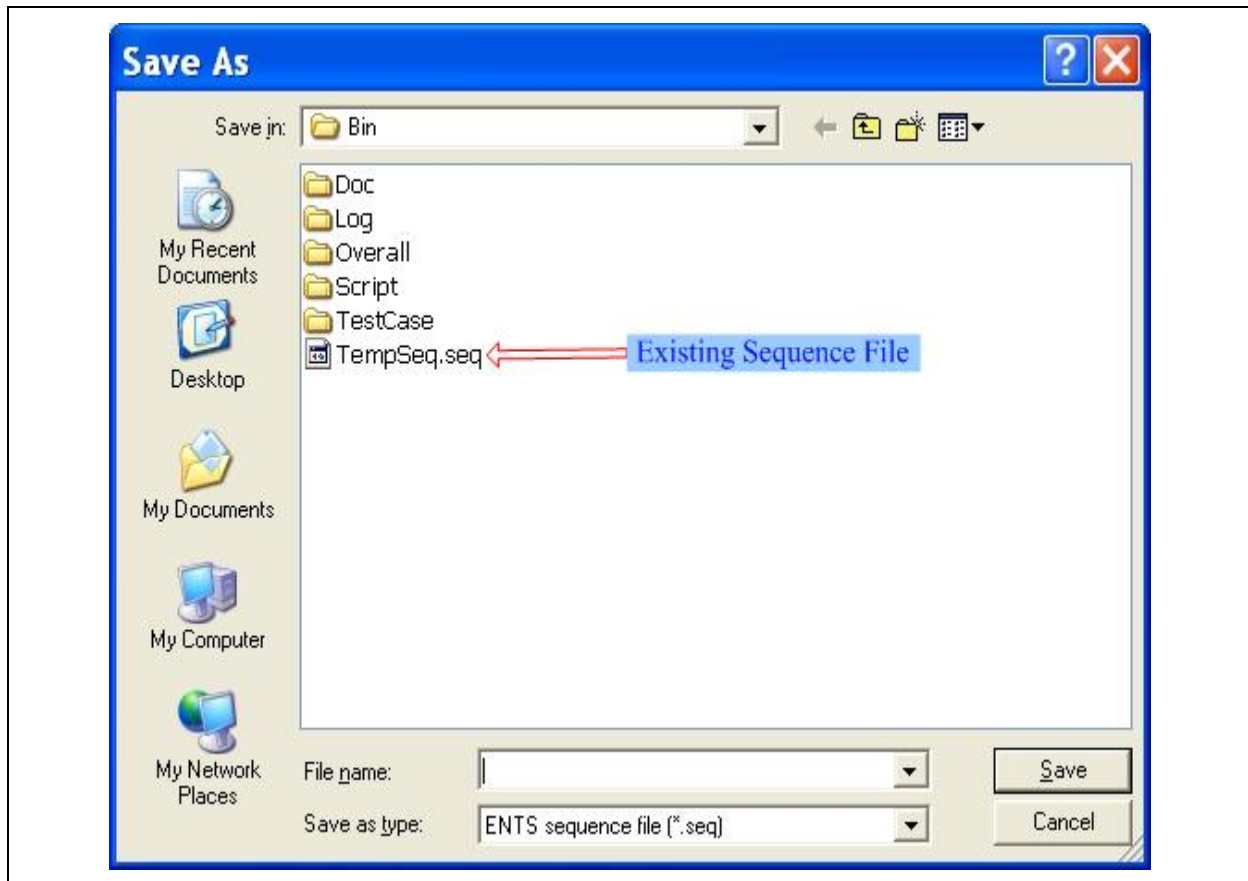 Save As
Save in:
Bin
Doc
Log
Overall
Script
TestCase
TempSeq.seq
Existing Sequence File
My Recent
Documents
Desktop
My Documents
My Computer
My Network
Places
File name:
Save
Save as type:
ENTS sequence file (*.seq)
Cancel